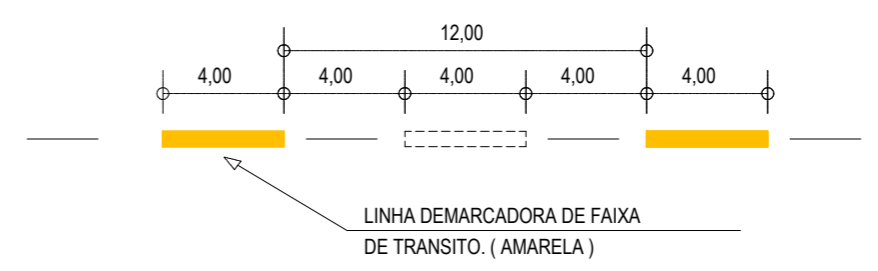 12,00
4,00 4,00 4,00 4,00 4,00
LINHA DEMARCADORA DE FAIXA
DE TRANSITO. ( AMARELA )